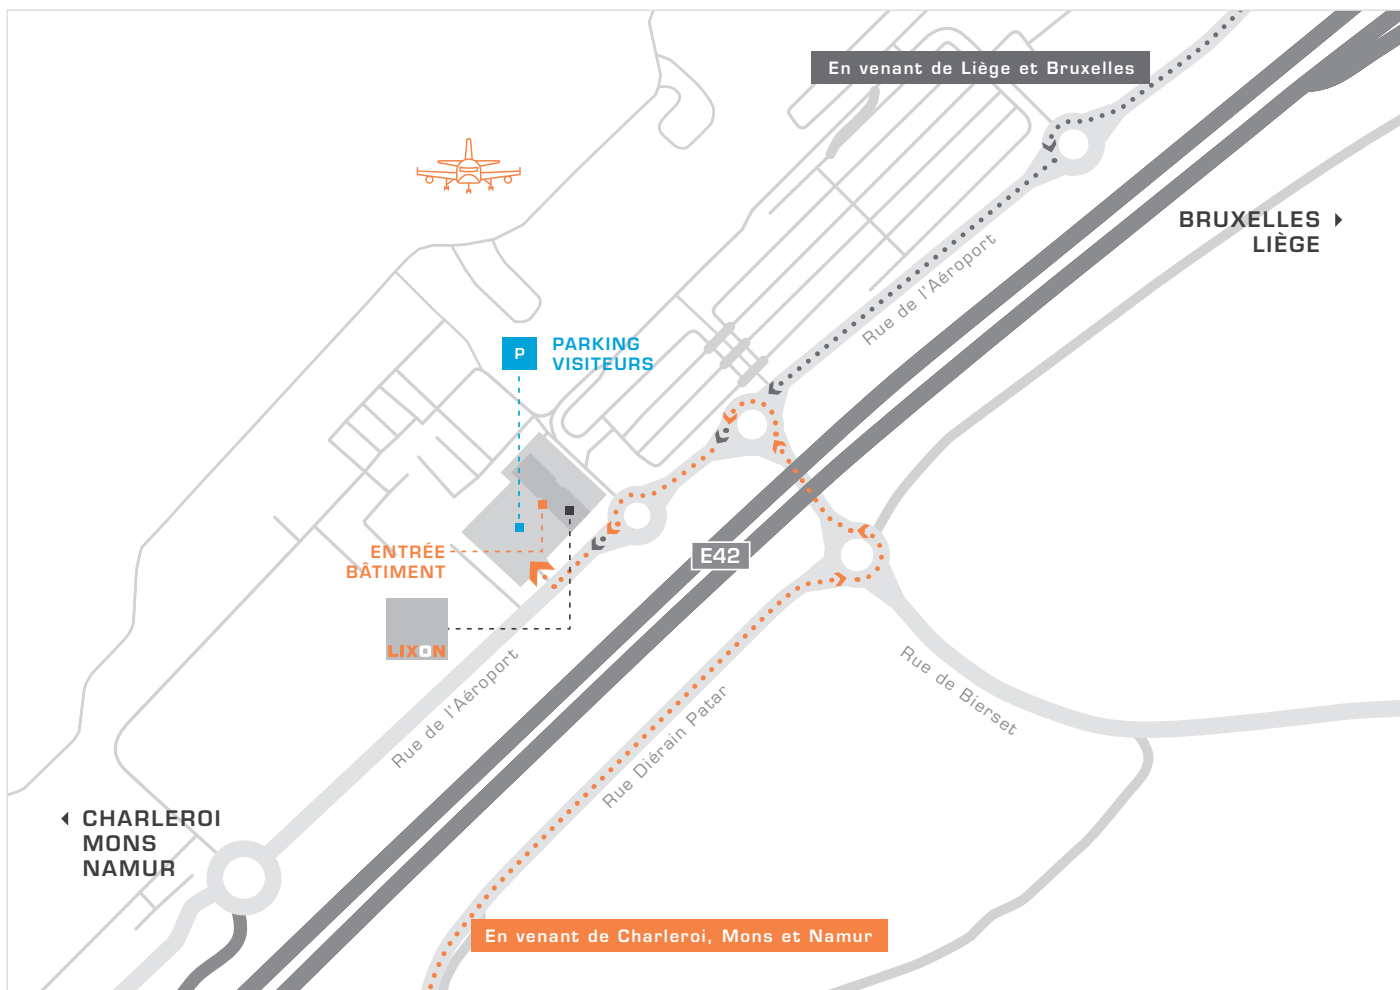 En venant de Liège et Bruxelles
BRUXELLES
LIÈGE
Rue de l'Aéroport
P
PARKING
VISITEURS
ENTRÉE
BÂTIMENT
E42
LIXON
Rue de l'Aéroport
Rue de Bierset
Rue Diérain Patar
CHARLEROI
MONS
NAMUR
En venant de Charleroi, Mons et Namur